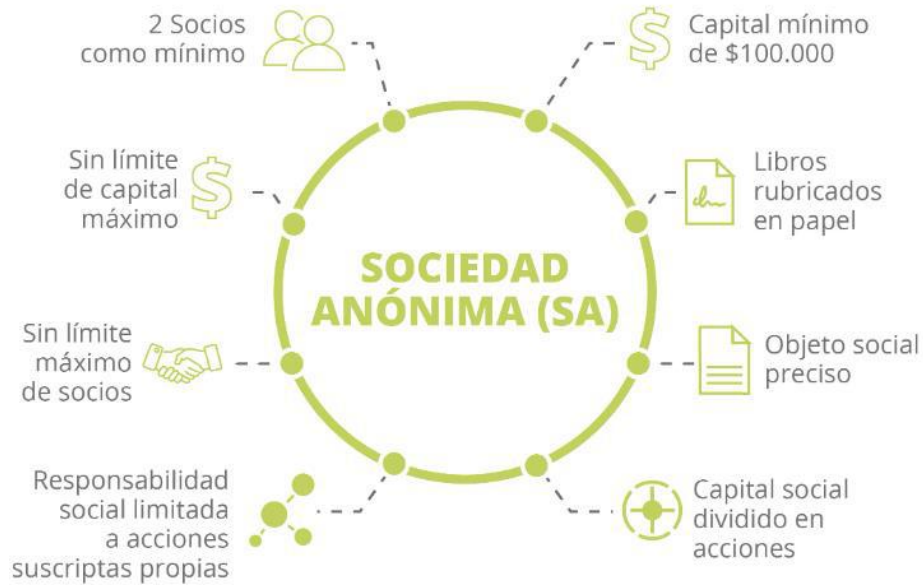 2 Socios
como mínimo
Capital mínimo
de $100.000
Sin límite
de capital
máximo
$
$
Libros
rubricados
en papel
SOCIEDAD
ANÓNIMA (SA)
Sin límite
máximo
de socios
Objeto social
preciso
Responsabilidad
social limitada
a acciones
suscriptas propias
Capital social
dividido en
acciones